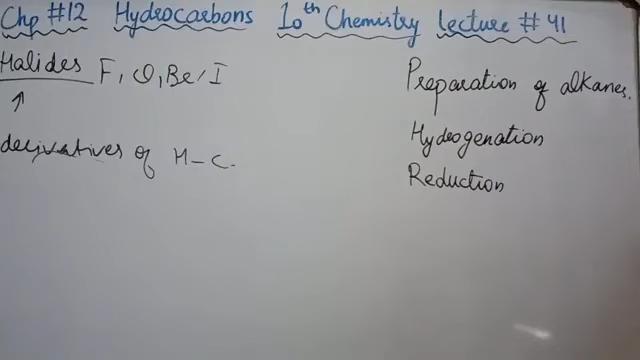 Chp #12 Hydrocarbons 10th Chemistry lecture # 41
Halides F, Cl, Br, I
derivatives of H-C.
Preparation of alkanes.
Hydrogenation
Reduction